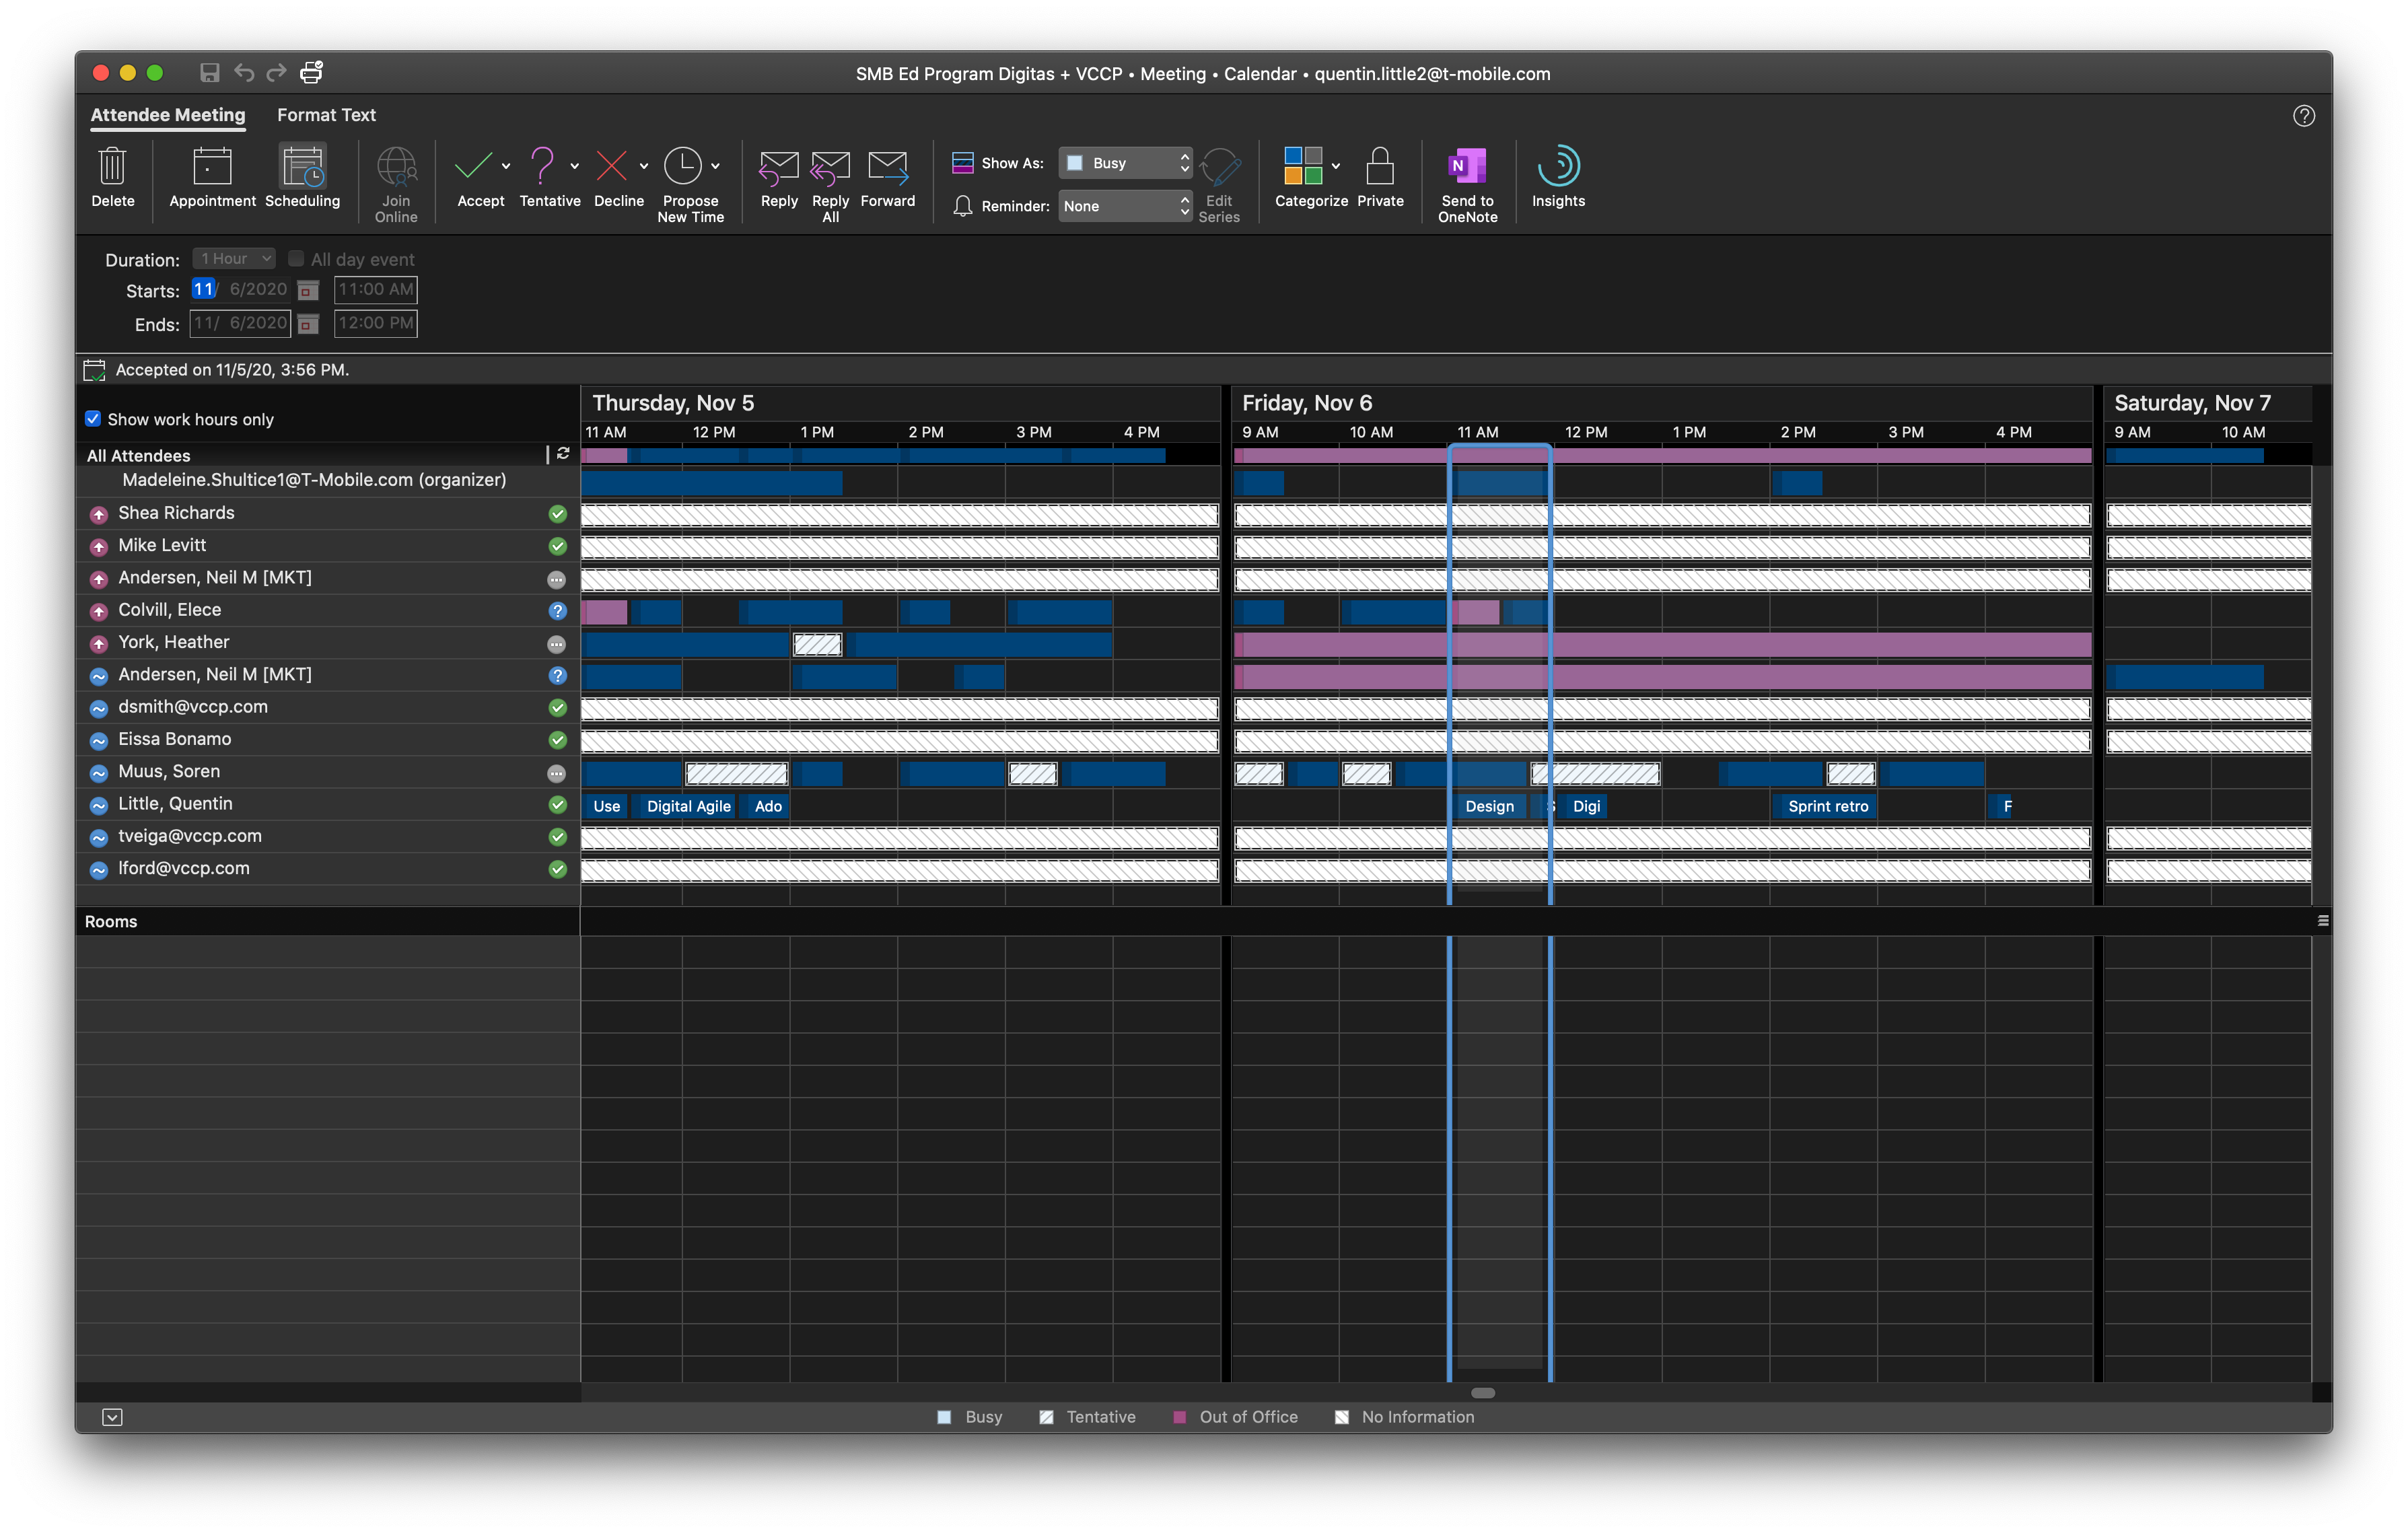 SMB Ed Program Digitas + VCCP • Meeting • Calendar • quentin.little2@t-mobile.com
Attendee Meeting Format Text
Delete Appointment Scheduling Join Online Accept Tentative Decline Propose New Time Reply Reply All Forward
Show As: Busy
Reminder: None
Edit Series Categorize Private Send to OneNote Insights
Duration: 1 Hour All day event
Starts: 11/ 6/2020 11:00 AM
Ends: 11/ 6/2020 12:00 PM
Accepted on 11/5/20, 3:56 PM.
Thursday, Nov 5 Friday, Nov 6 Saturday, Nov 7
Show work hours only
11 AM 12 PM 1 PM 2 PM 3 PM 4 PM 9 AM 10 AM 11 AM 12 PM 1 PM 2 PM 3 PM 4 PM 9 AM 10 AM
All Attendees
Madeleine.Shultice1@T-Mobile.com (organizer)
Shea Richards
Mike Levitt
Andersen, Neil M [MKT]
Colvill, Elece
York, Heather
Andersen, Neil M [MKT]
dsmith@vccp.com
Eissa Bonamo
Muus, Soren
Little, Quentin Use Digital Agile Ado Design S Digi Sprint retro F
tveiga@vccp.com
lford@vccp.com
Rooms
Busy Tentative Out of Office No Information